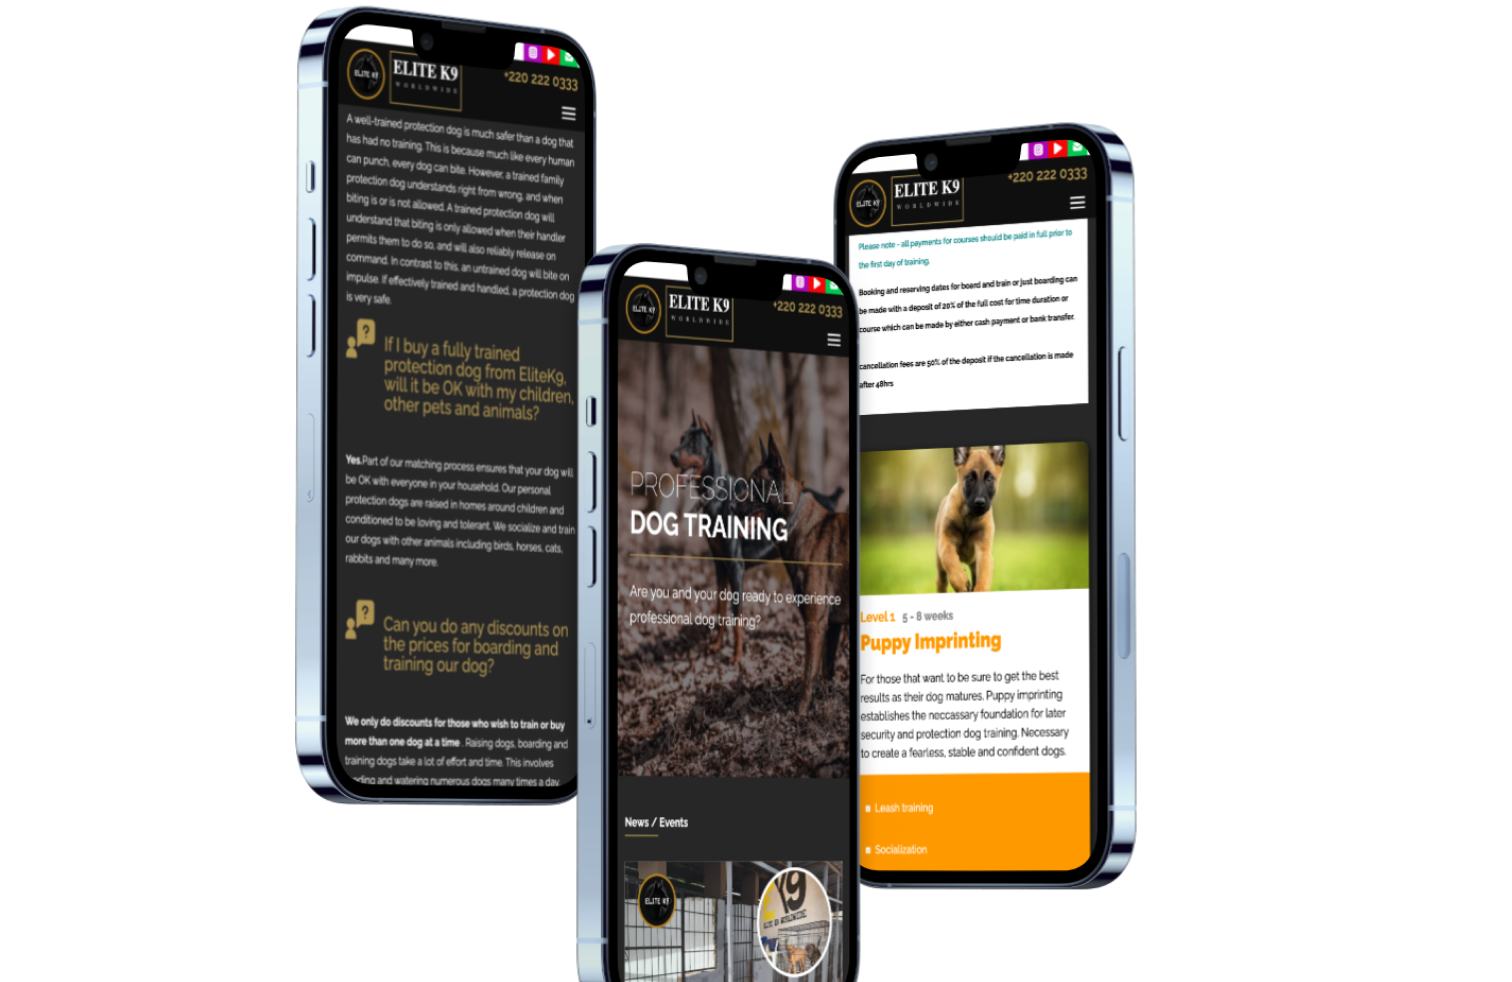 ELITE K9
ELITE K9
WORLDWIDE
+220 222 0333
A well-trained protection dog is much safer than a dog that
has had no training. This is because much like every human
can punch, every dog can bite. However, a trained family
protection dog understands right from wrong, and when
biting is or is not allowed. A trained protection dog will
understand that biting is only allowed when their handler
permits them to do so, and will also reliably release on
command. In contrast to this, an untrained dog will bite on
impulse. If effectively trained and handled, a protection dog
is very safe.
?
If I buy a fully trained
protection dog from EliteK9,
will it be OK with my children,
other pets and animals?
Yes.Part of our matching process ensures that your dog will
be OK with everyone in your household. Our personal
protection dogs are raised in homes around children and
conditioned to be loving and tolerant. We socialize and train
our dogs with other animals including birds, horses, cats,
rabbits and many more.
?
Can you do any discounts on
the prices for boarding and
training our dog?
We only do discounts for those who wish to train or buy
more than one dog at a time . Raising dogs, boarding and
training dogs take a lot of effort and time. This involves
and watering numerous dogs many times a day,
ELITE K9
ELITE K9
WORLDWIDE
+220 222 0333
PROFESSIONAL
DOG TRAINING
Are you and your dog ready to experience
professional dog training?
News / Events
ELITE K9
K9
ELITE K9 WORLDWIDE
ELITE K9
ELITE K9
WORLDWIDE
+220 222 0333
Please note - all payments for courses should be paid in full prior to
the first day of training.
Booking and reserving dates for board and train or just boarding can
be made with a deposit of 20% of the full cost for time duration or
course which can be made by either cash payment or bank transfer.
cancellation fees are 50% of the deposit if the cancellation is made
after 48hrs
Level 1 5 - 8 weeks
Puppy Imprinting
For those that want to be sure to get the best
results as their dog matures. Puppy imprinting
establishes the neccassary foundation for later
security and protection dog training. Necessary
to create a fearless, stable and confident dogs.
Leash training
Socialization